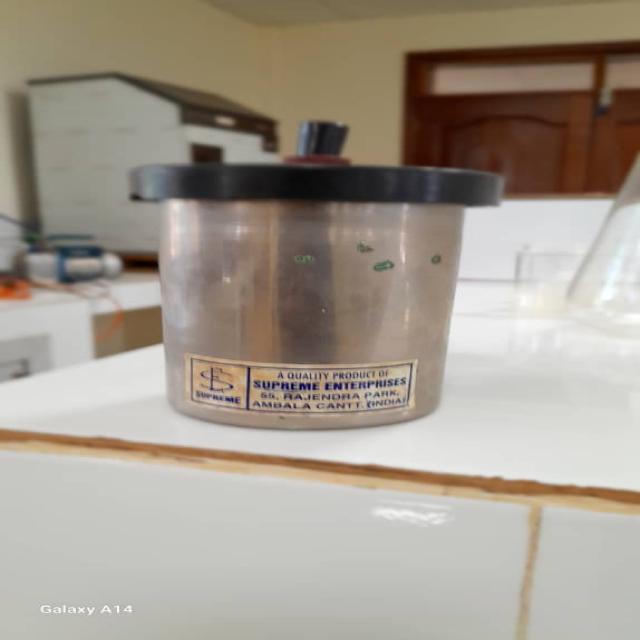 A QUALITY PRODUCT OF
SUPREME ENTERPRISES
55, RAJENDRA PARK,
AMBALA CANTT. (INDIA)
SUPREME
Galaxy A14